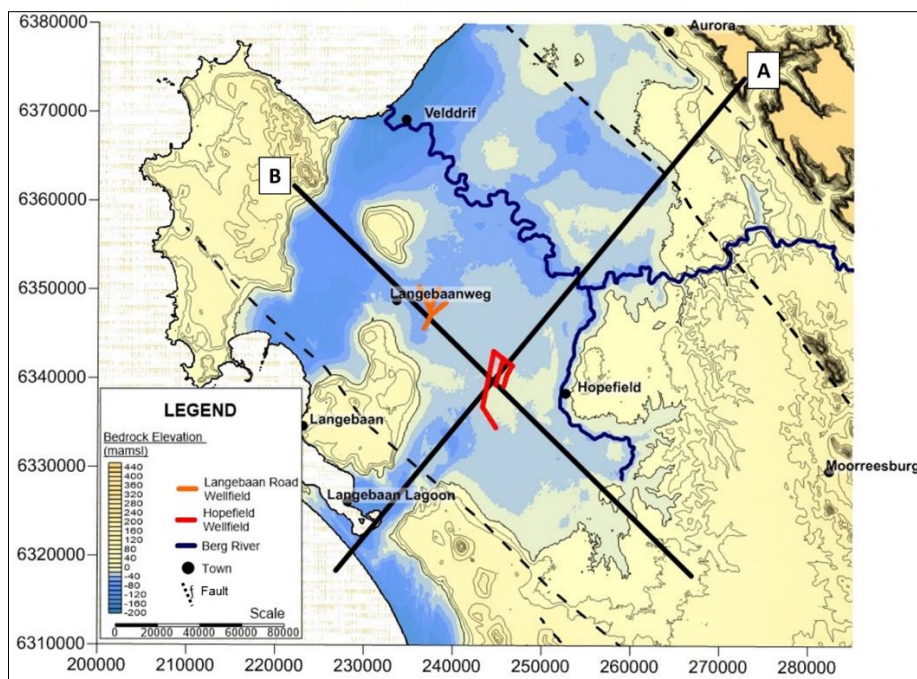 6380000
6370000
6360000
6350000
6340000
6330000
6320000
6310000
Aurora
A
Velddrif
B
Langebaanweg
Hopefield
Langebaan
Moorreesburg
Langebaan Lagoon
LEGEND
Bedrock Elevation
(mamsl)
440
400
360
320
280
240
200
160
120
80
40
0
-40
-80
-120
-160
-200
Langebaan Road
Wellfield
Hopefield
Wellfield
Berg River
Town
Fault
Scale
0 20000 40000 60000 80000
200000 210000 220000 230000 240000 250000 260000 270000 280000